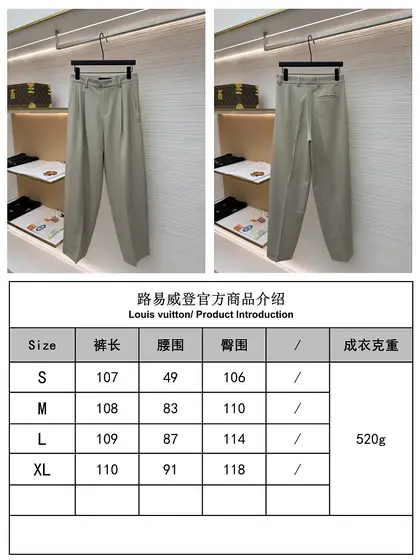 路易威登官方商品介绍
Louis vuitton/ Product Introduction
Size 裤长 腰围 臀围 / 成衣克重
S 107 49 106 /
M 108 83 110 /
L 109 87 114 / 520g
XL 110 91 118 /